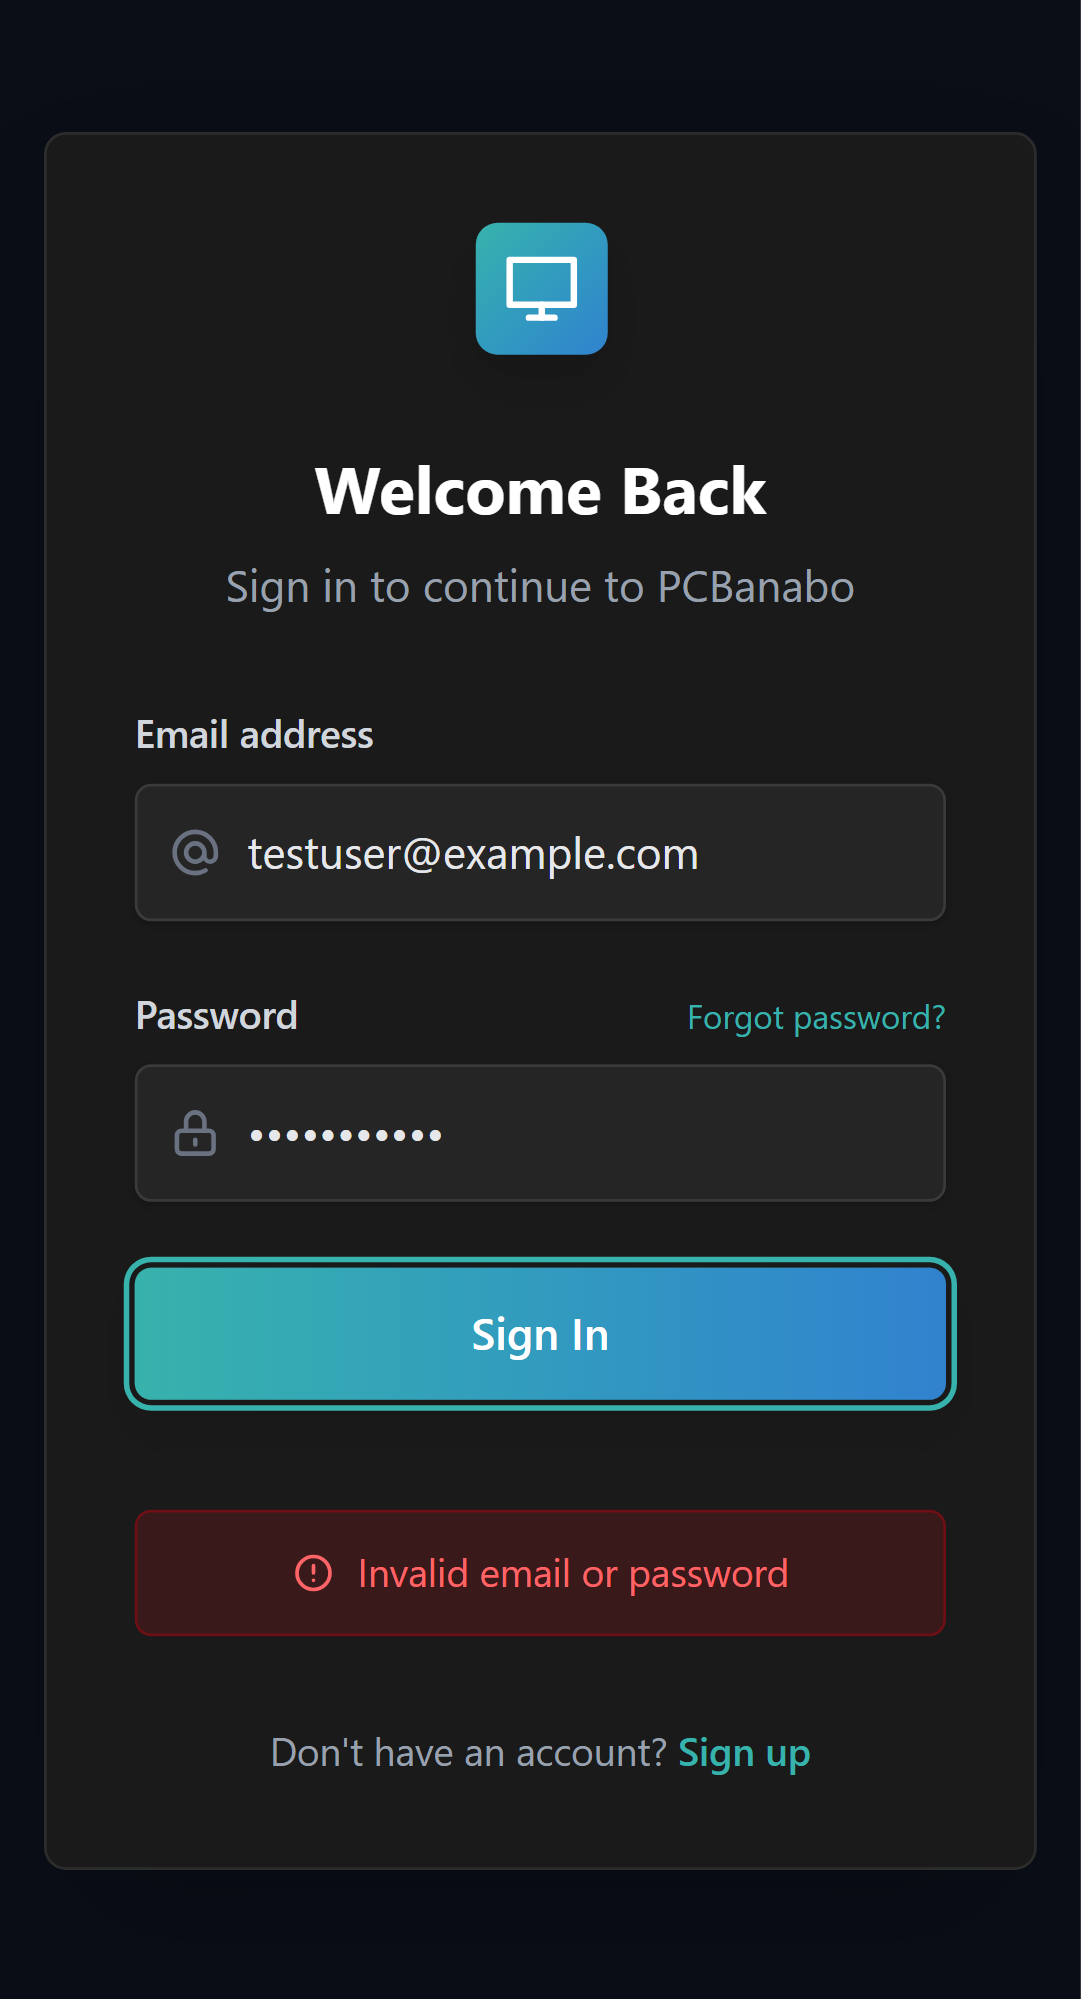 Welcome Back
Sign in to continue to PCBanabo
Email address
testuser@example.com
Password
Forgot password?
•••••••••••
Sign In
Invalid email or password
Don't have an account? Sign up